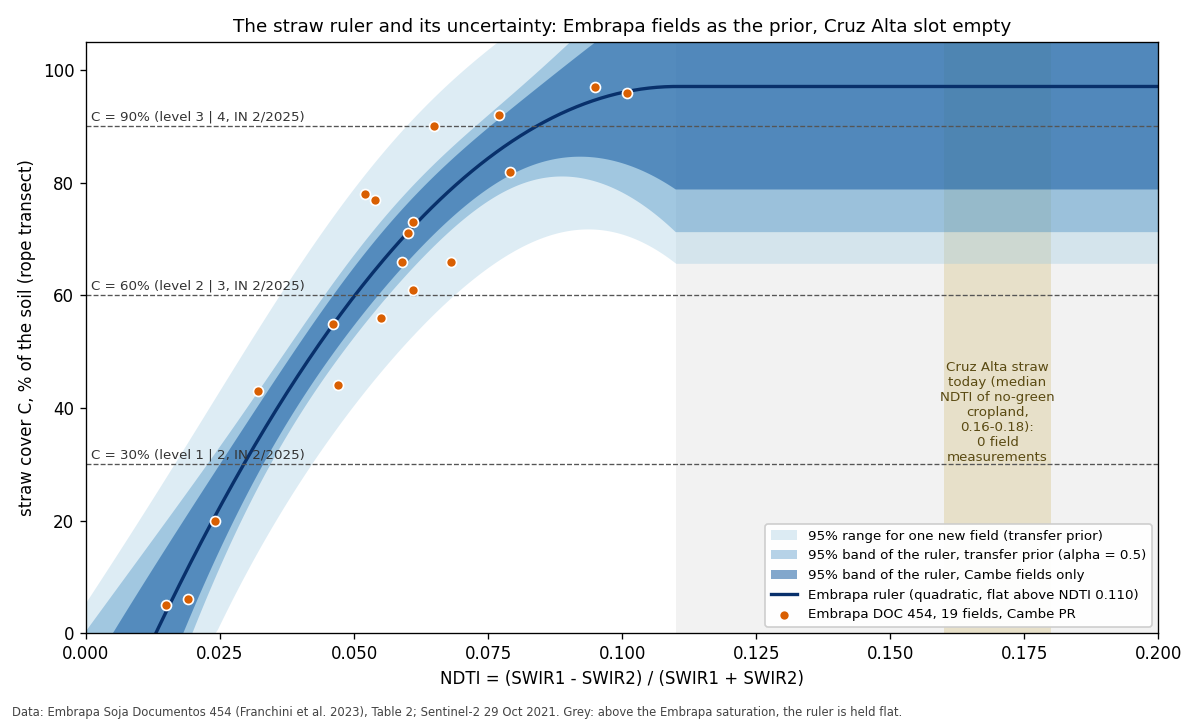 The straw ruler and its uncertainty: Embrapa fields as the prior, Cruz Alta slot empty
100
80
60
40
20
0
straw cover C, % of the soil (rope transect)
C = 90% (level 3 | 4, IN 2/2025)
C = 60% (level 2 | 3, IN 2/2025)
C = 30% (level 1 | 2, IN 2/2025)
Cruz Alta straw
today (median
NDTI of no-green
cropland,
0.16-0.18):
0 field
measurements
95% range for one new field (transfer prior)
95% band of the ruler, transfer prior (alpha = 0.5)
95% band of the ruler, Cambe fields only
Embrapa ruler (quadratic, flat above NDTI 0.110)
Embrapa DOC 454, 19 fields, Cambe PR
0.000 0.025 0.050 0.075 0.100 0.125 0.150 0.175 0.200
NDTI = (SWIR1 - SWIR2) / (SWIR1 + SWIR2)
Data: Embrapa Soja Documentos 454 (Franchini et al. 2023), Table 2; Sentinel-2 29 Oct 2021. Grey: above the Embrapa saturation, the ruler is held flat.